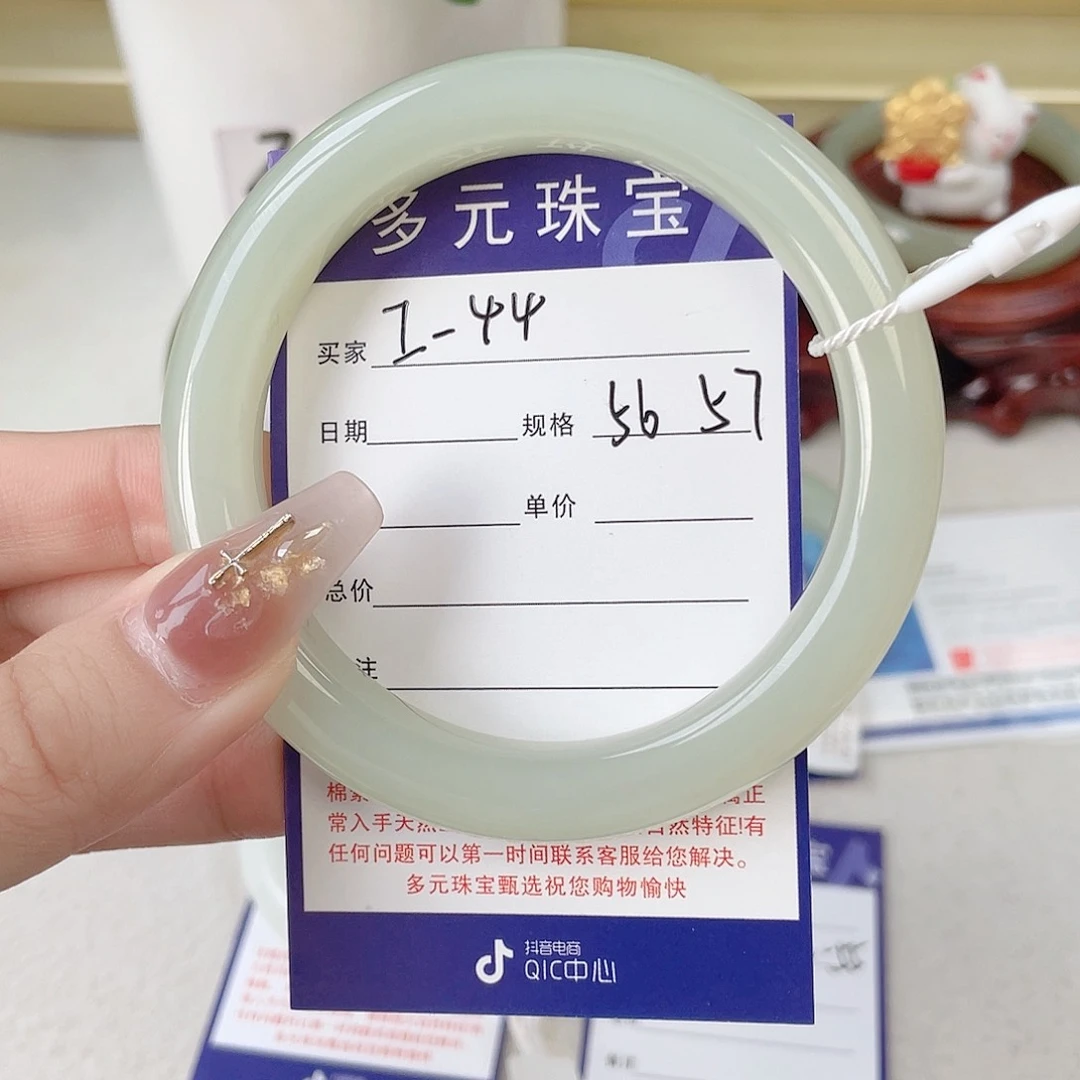 多元珠宝
买家 I-44
日期 规格 56 57
单价
总价
注
棉絮
正
常入手天然 自然特征!有
任何问题可以第一时间联系客服给您解决。
多元珠宝甄选祝您购物愉快
抖音电商
QIC中心